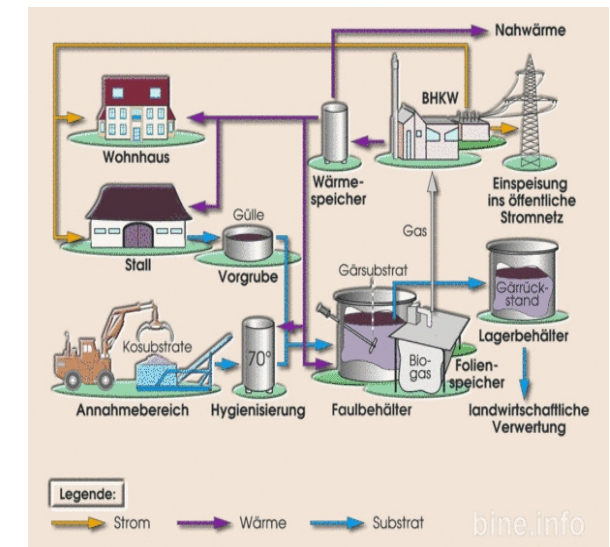 Nahwärme
BHKW
Wohnhaus
Wärme-
speicher
Einspeisung
ins öffentliche
Stromnetz
Gülle
Stall
Vorgrube
Gas
Gärsubstrat
Gärrück-
stand
Lagerbehälter
Kosubstrate
70°
Bio-
gas
Folien-
speicher
Annahmebereich
Hygienisierung
Faulbehälter
landwirtschaftliche
Verwertung
Legende:
Strom
Wärme
Substrat
bine.info